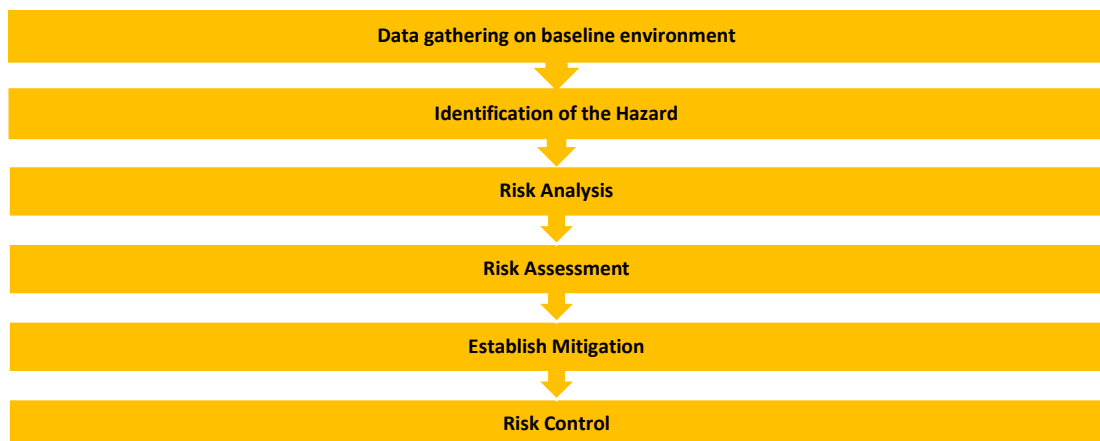 Data gathering on baseline environment
Identification of the Hazard
Risk Analysis
Risk Assessment
Establish Mitigation
Risk Control